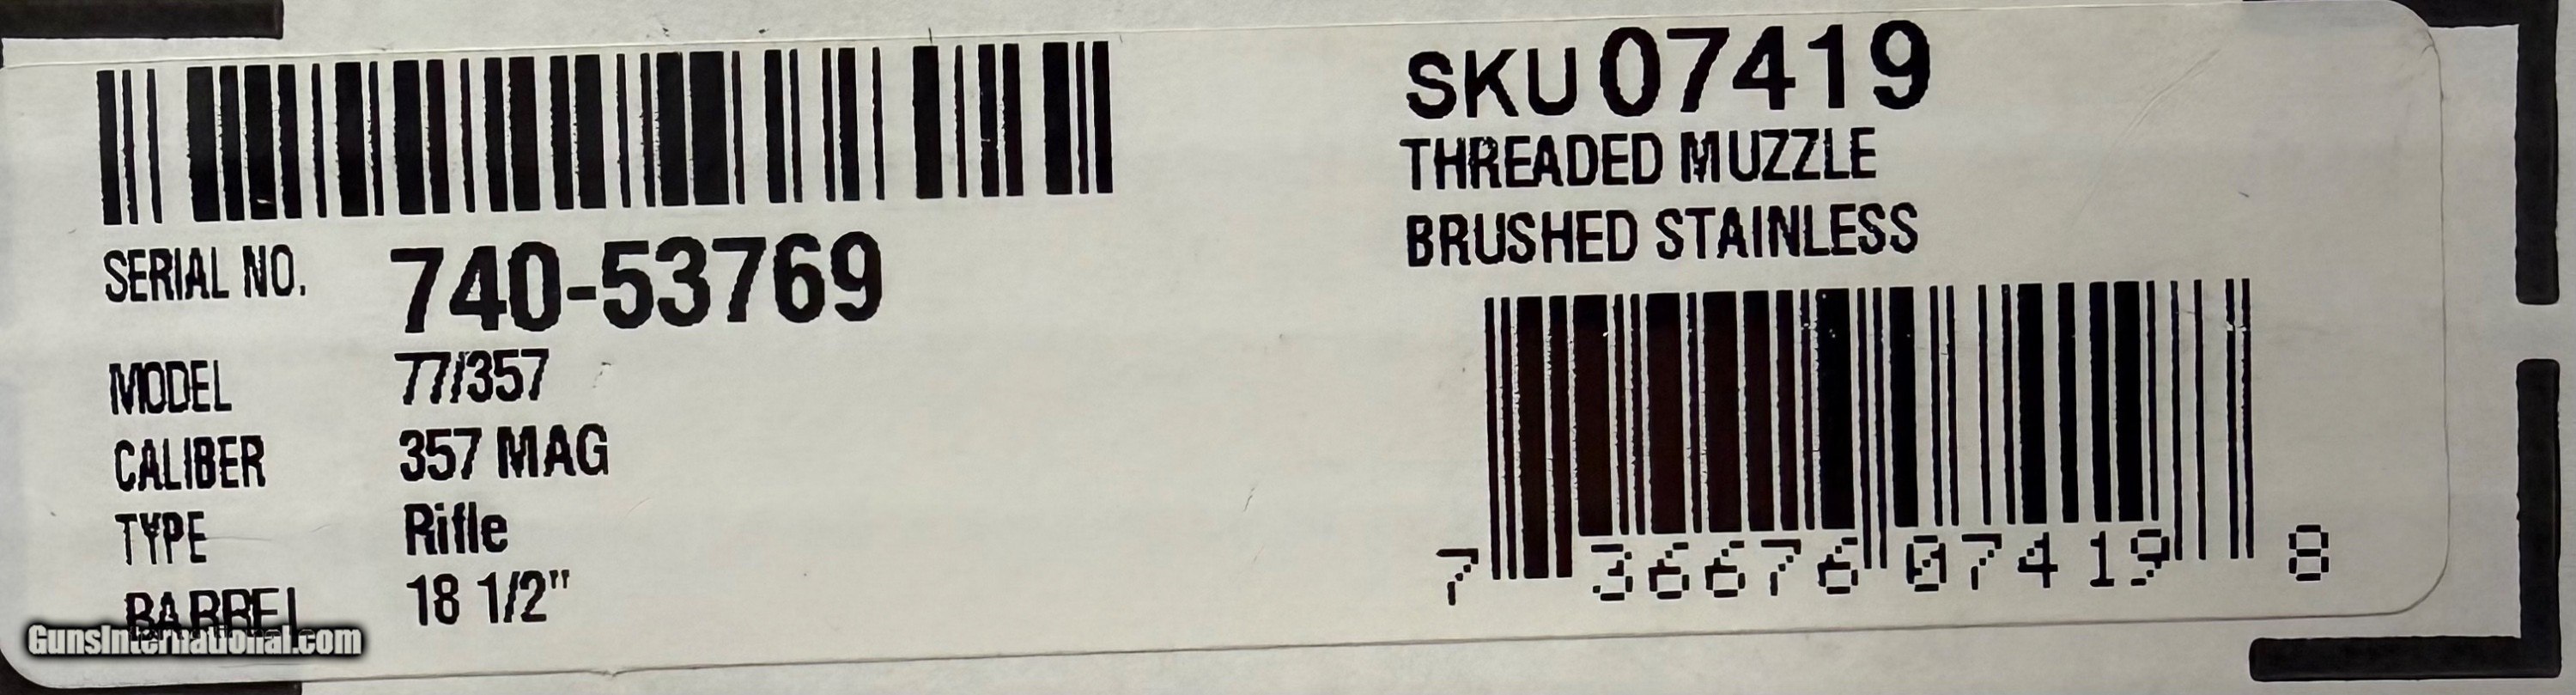 SKU 07419
THREADED MUZZLE
BRUSHED STAINLESS
SERIAL NO. 740-53769
MODEL 77/357
CALIBER 357 MAG
TYPE Rifle
BARREL 18 1/2"
7 36676 07419 8
GunsInternational.com